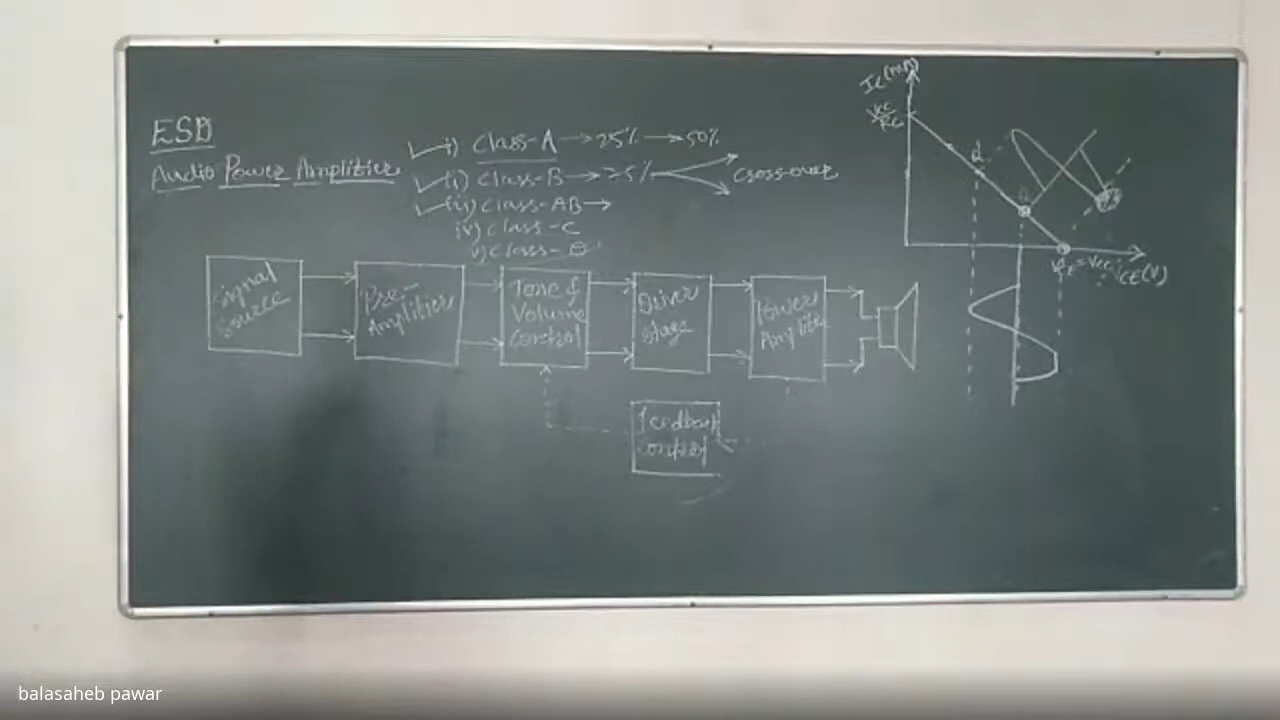 ESD
Audio Power Amplifier
i) Class-A → 25% → 50%
ii) Class-B → 75% cross-over
iii) Class-AB →
iv) Class-C
v) Class-
Signal Source
Pre-Amplifier
Tone & Volume Control
Driver Stage
Power Amplifier
Feedback Control
IC(mA)
VCC/RC
Q
VCE=VCC
VCE(V)
balasaheb pawar